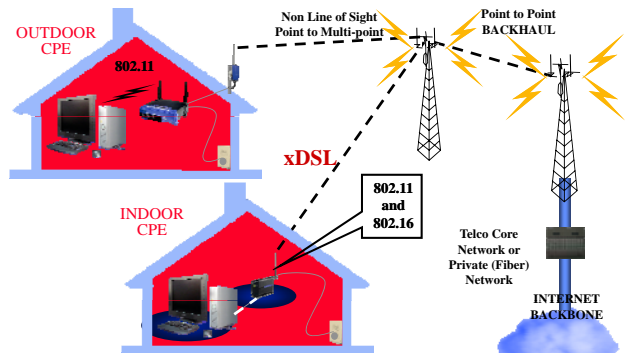 OUTDOOR
CPE
802.11
Non Line of Sight
Point to Multi-point
Point to Point
BACKHAUL
xDSL
802.11
and
802.16
INDOOR
CPE
Telco Core
Network or
Private (Fiber)
Network
INTERNET
BACKBONE